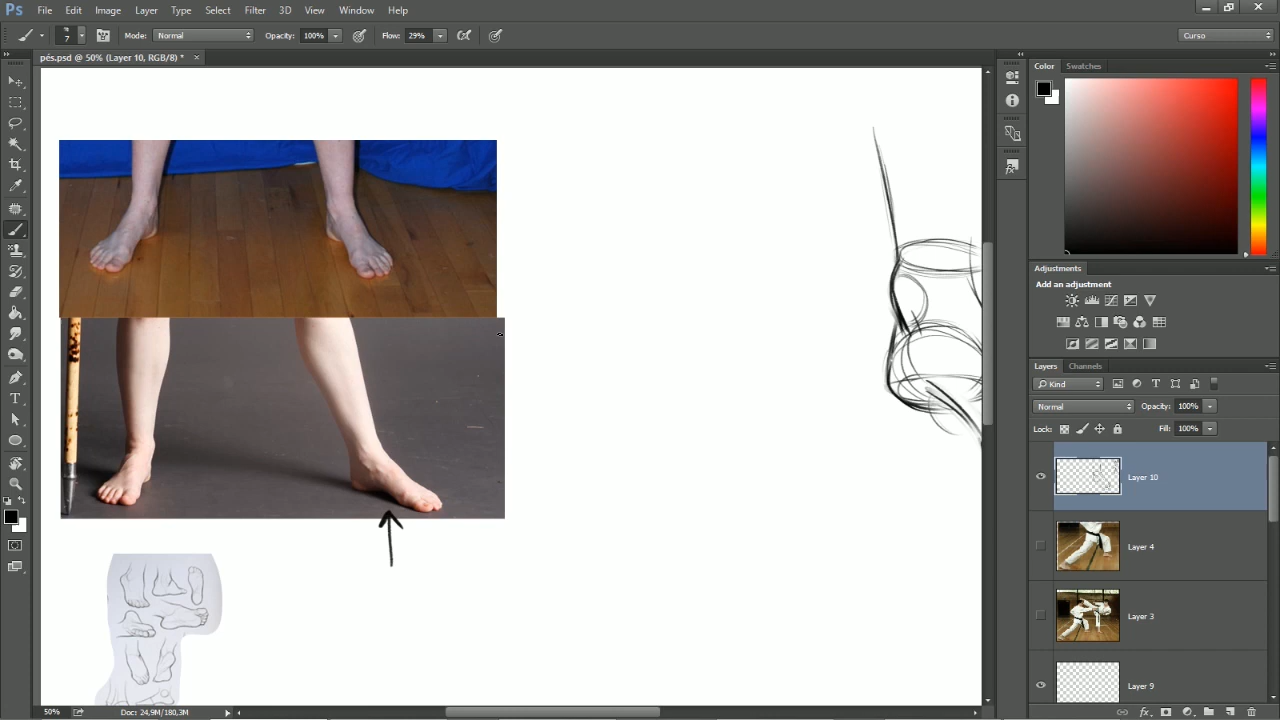 Ps File Edit Image Layer Type Select Filter 3D View Window Help
7 Mode: Normal Opacity: 100% Flow: 29% Curso
pés.psd @ 50% (Layer 10, RGB/8) * ×
Color Swatches
Adjustments
Add an adjustment
Layers Channels
Kind
Normal Opacity: 100%
Lock: Fill: 100%
Layer 10
Layer 4
Layer 3
Layer 9
50% Doc: 24,9M/180,3M